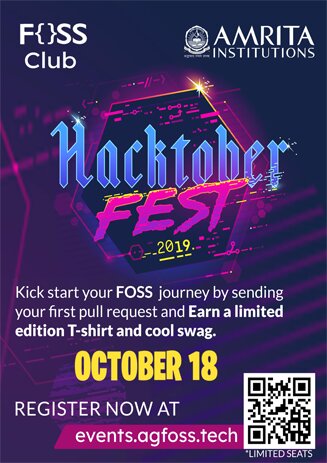 F{}SS
Club
AMRITA
INSTITUTIONS
Hacktober
FEST
2019
Kick start your FOSS journey by sending
your first pull request and Earn a limited
edition T-shirt and cool swag.
OCTOBER 18
REGISTER NOW AT
events.agfoss.tech
*LIMITED SEATS